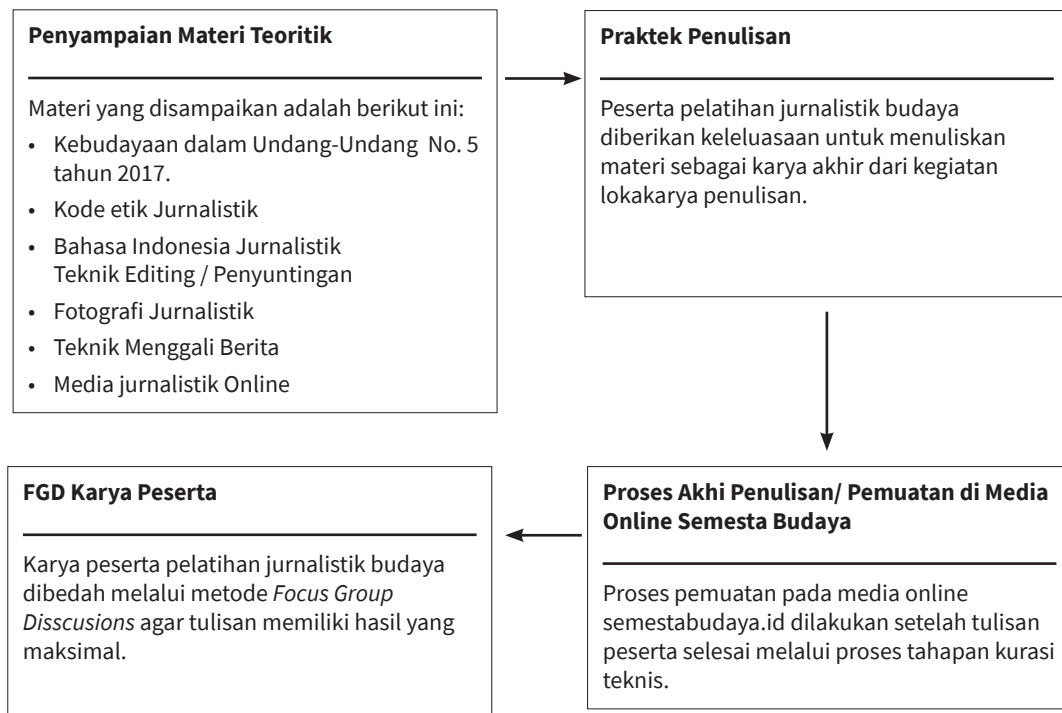 Penyampaian Materi Teoritik
Materi yang disampaikan adalah berikut ini:
• Kebudayaan dalam Undang-Undang No. 5
tahun 2017.
• Kode etik Jurnalistik
• Bahasa Indonesia Jurnalistik
Teknik Editing / Penyuntingan
• Fotografi Jurnalistik
• Teknik Menggali Berita
• Media jurnalistik Online
Praktek Penulisan
Peserta pelatihan jurnalistik budaya
diberikan keleluasaan untuk menuliskan
materi sebagai karya akhir dari kegiatan
lokakarya penulisan.
Proses Akhi Penulisan/ Pemuatan di Media
Online Semesta Budaya
Proses pemuatan pada media online
semestabudaya.id dilakukan setelah tulisan
peserta selesai melalui proses tahapan kurasi
teknis.
FGD Karya Peserta
Karya peserta pelatihan jurnalistik budaya
dibedah melalui metode Focus Group
Disscusions agar tulisan memiliki hasil yang
maksimal.